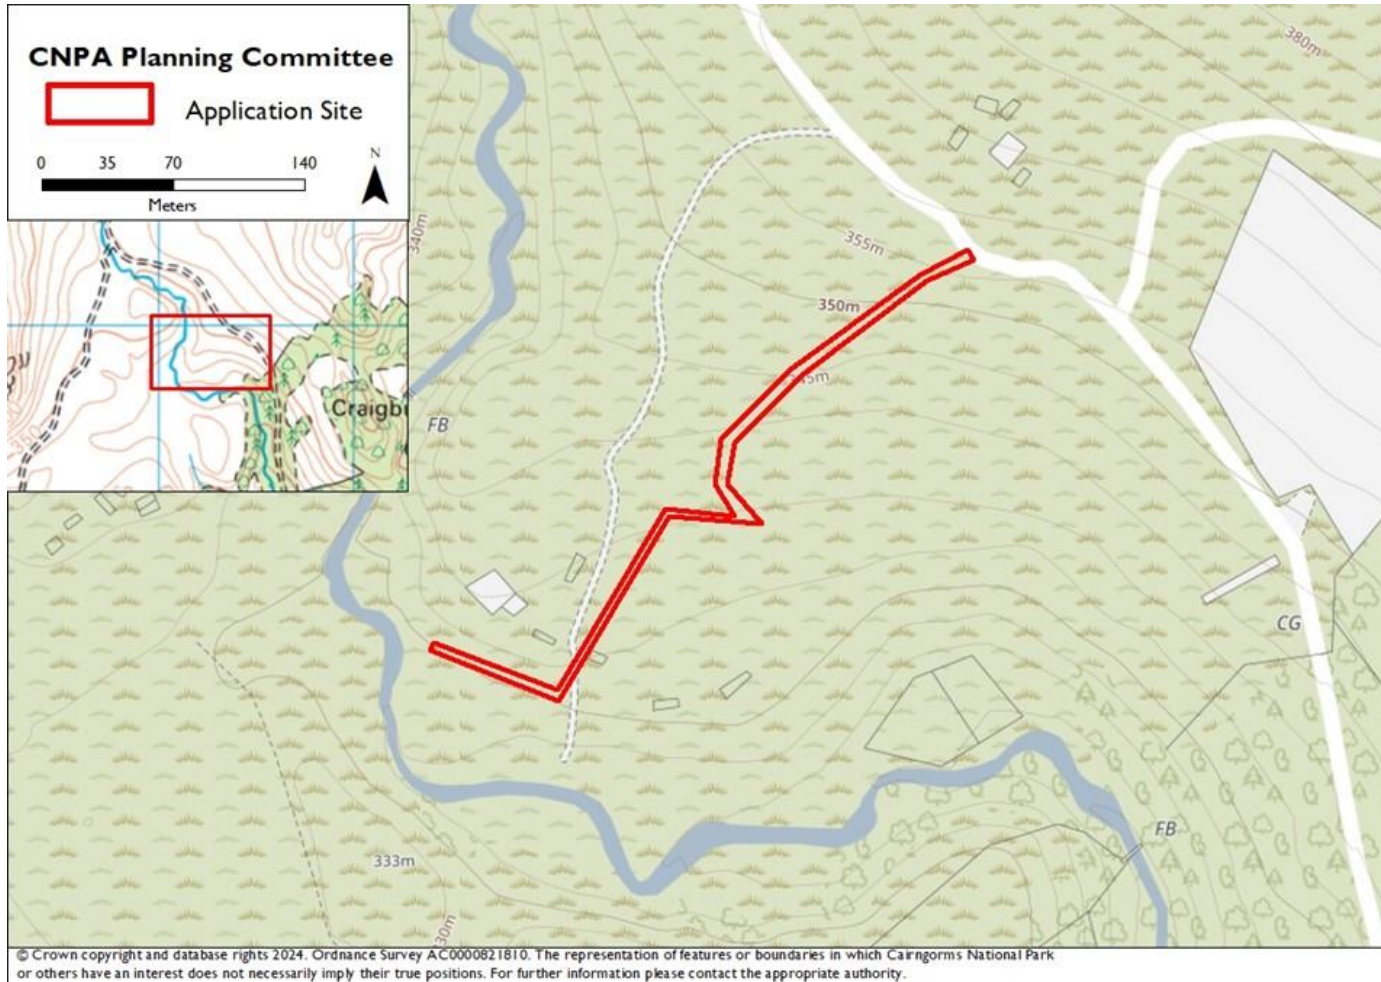 CNPA Planning Committee
Application Site
0 35 70 140
N
Meters
380m
340m
355m
350m
FB
Craigbu
CG
FB
333m
© Crown copyright and database rights 2024. Ordnance Survey AC0000821810. The representation of features or boundaries in which Cairngorms National Park
or others have an interest does not necessarily imply their true positions. For further information please contact the appropriate authority.